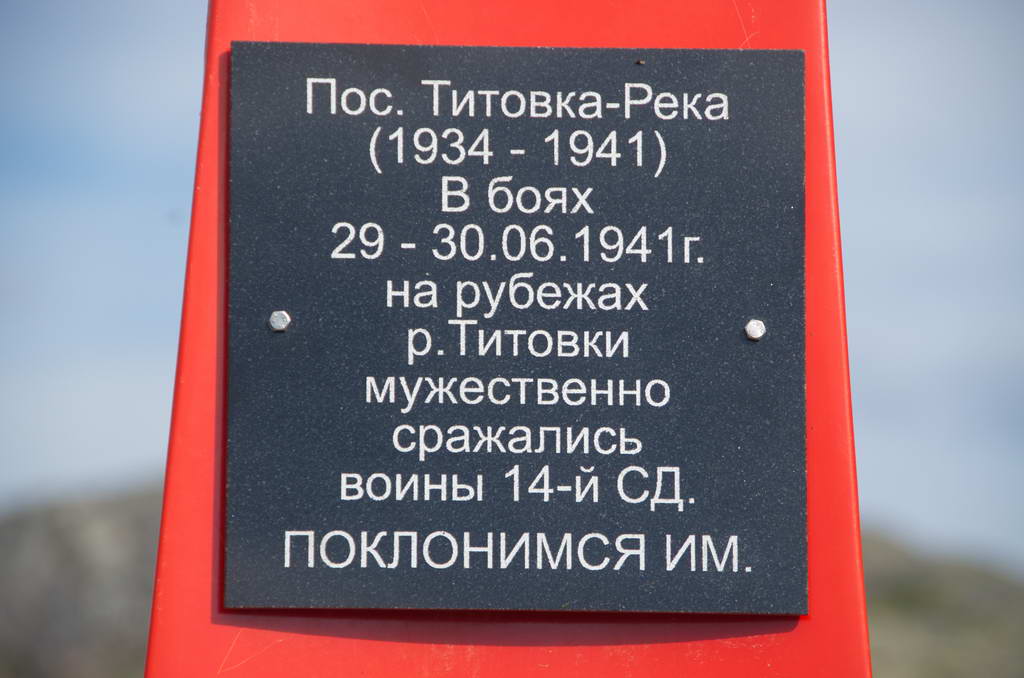 Пос. Титовка-Река
(1934 - 1941)
В боях
29 - 30.06.1941г.
на рубежах
р.Титовки
мужественно
сражались
воины 14-й СД.
ПОКЛОНИМСЯ ИМ.